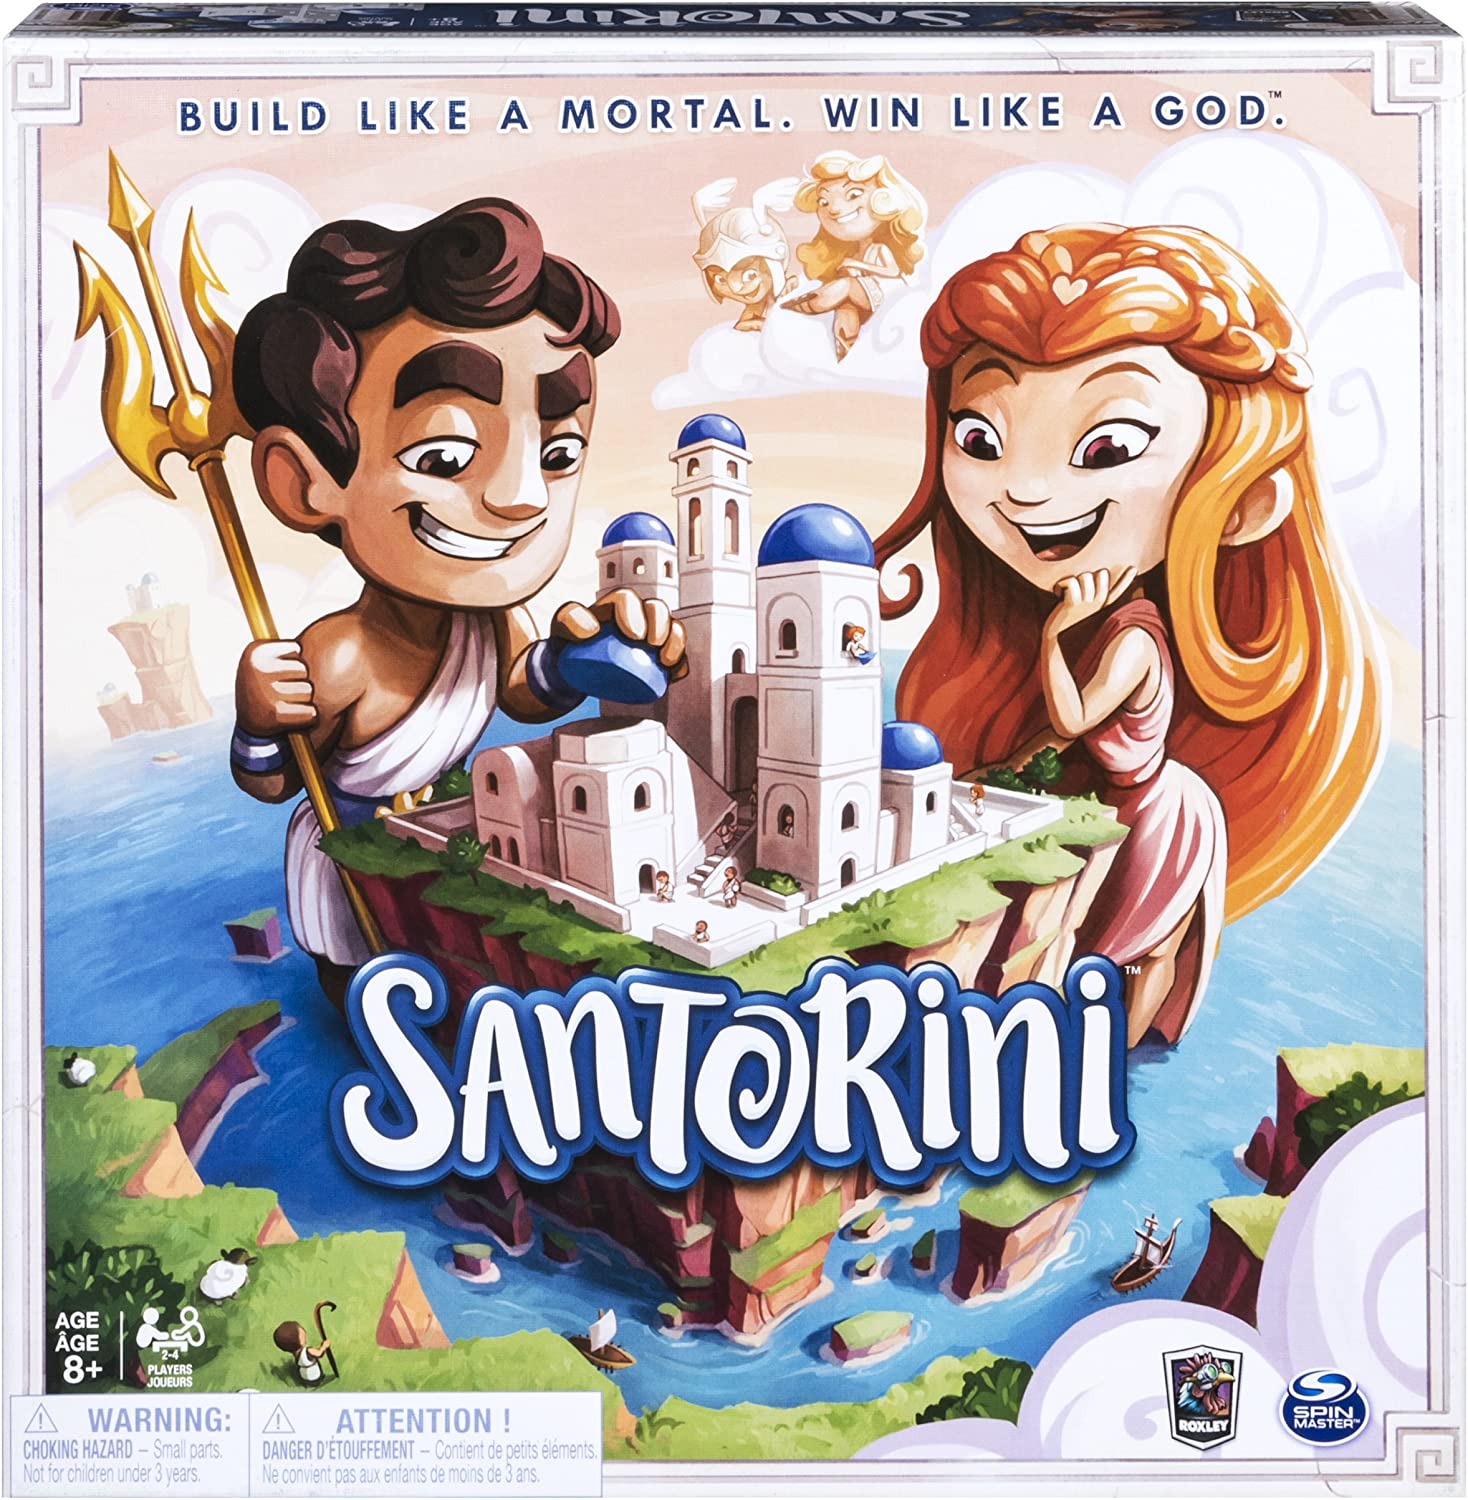 SANTORINI
BUILD LIKE A MORTAL. WIN LIKE A GOD.™
SANTORINI™
AGE
ÂGE
8+
2-4
PLAYERS
JOUEURS
ROXLEY
SPIN
MASTER™
⚠ WARNING:
CHOKING HAZARD – Small parts.
Not for children under 3 years.
⚠ ATTENTION !
DANGER D'ÉTOUFFEMENT – Contient de petits éléments.
Ne convient pas aux enfants de moins de 3 ans.